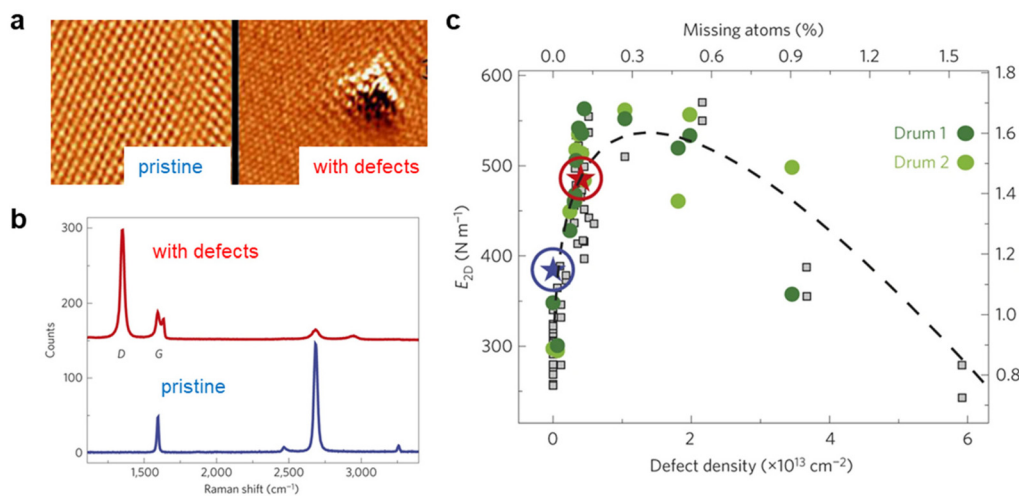 a
pristine
with defects
b
300
200
100
0
Counts
with defects
D
G
pristine
1,500
2,000
2,500
3,000
Raman shift (cm⁻¹)
c
Missing atoms (%)
0.0
0.3
0.6
0.9
1.2
1.5
600
500
400
300
E2D (N m⁻¹)
1.8
1.6
1.4
1.2
1.0
0.8
Drum 1
Drum 2
0
2
4
6
Defect density (×10¹³ cm⁻²)